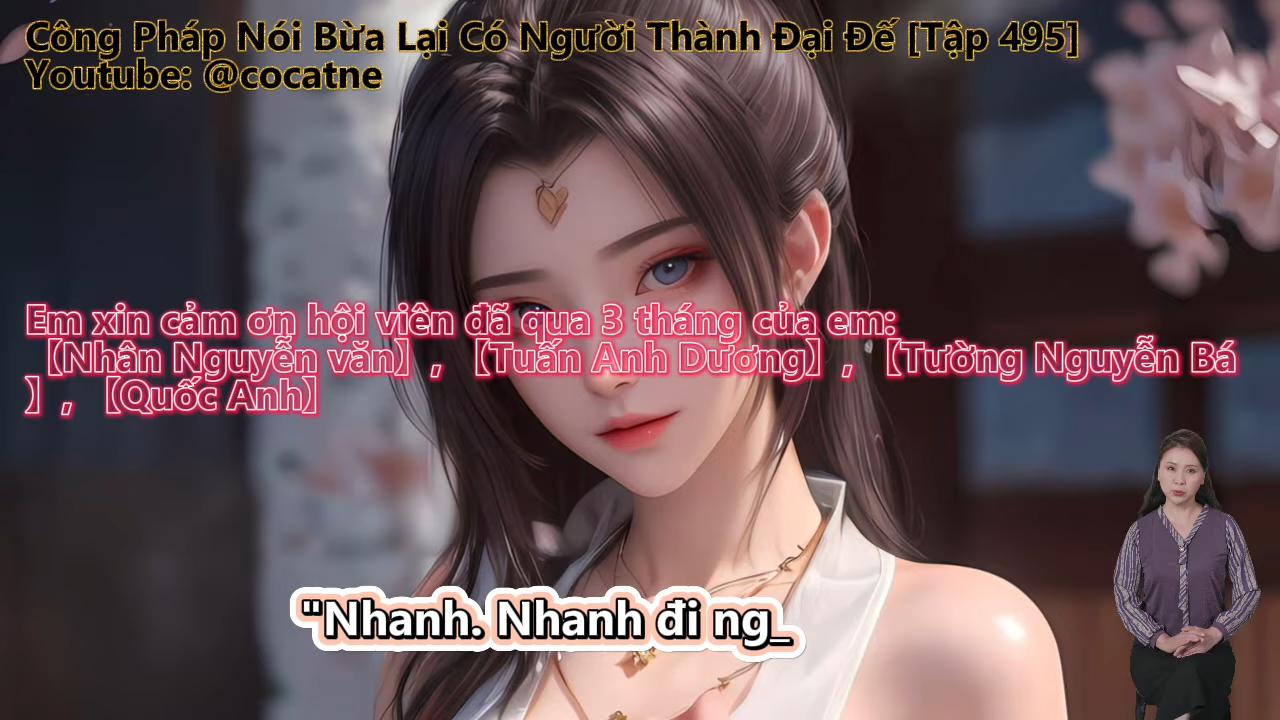 Công Pháp Nói Bừa Lại Có Người Thành Đại Đế [Tập 495]
Youtube: @cocatne
Em xin cảm ơn hội viên đã qua 3 tháng của em:
【Nhân Nguyễn văn】, 【Tuấn Anh Dương】, 【Tường Nguyễn Bá
】, 【Quốc Anh】
"Nhanh. Nhanh đi ng_